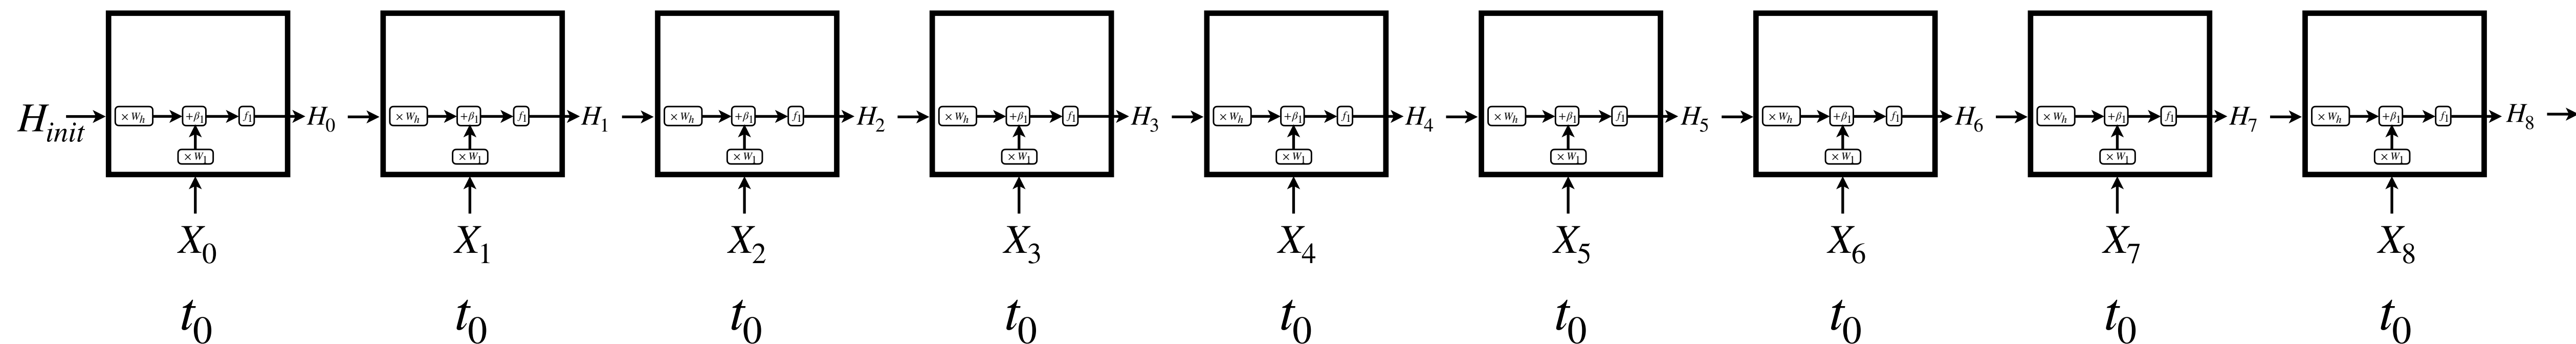 H_init ×W_h +β_1 f_1 H_0 ×W_h +β_1 f_1 H_1 ×W_h +β_1 f_1 H_2 ×W_h +β_1 f_1 H_3 ×W_h +β_1 f_1 H_4 ×W_h +β_1 f_1 H_5 ×W_h +β_1 f_1 H_6 ×W_h +β_1 f_1 H_7 ×W_h +β_1 f_1 H_8
×W_1 ×W_1 ×W_1 ×W_1 ×W_1 ×W_1 ×W_1 ×W_1 ×W_1
X_0 X_1 X_2 X_3 X_4 X_5 X_6 X_7 X_8
t_0 t_0 t_0 t_0 t_0 t_0 t_0 t_0 t_0